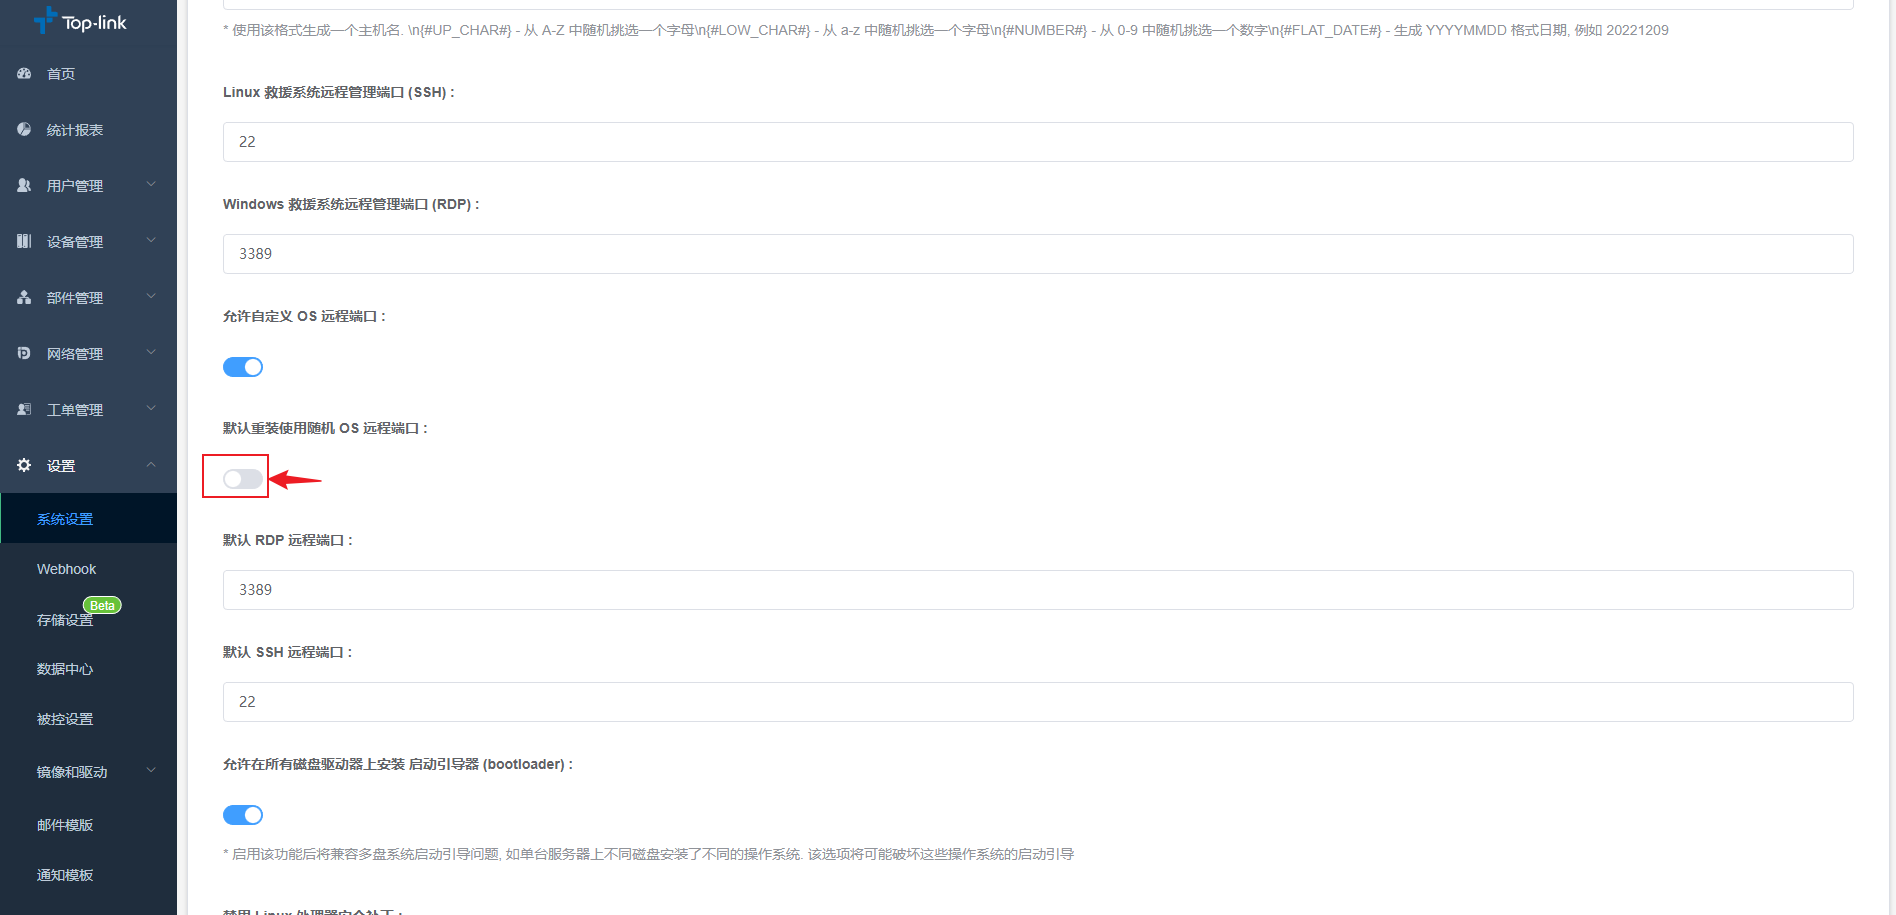 Top-link
首页
统计报表
用户管理
设备管理
部件管理
网络管理
工单管理
设置
系统设置
Webhook
Beta
存储设置
数据中心
被控设置
镜像和驱动
邮件模版
通知模板
* 使用该格式生成一个主机名. \n{#UP_CHAR#} - 从 A-Z 中随机挑选一个字母\n{#LOW_CHAR#} - 从 a-z 中随机挑选一个字母\n{#NUMBER#} - 从 0-9 中随机挑选一个数字\n{#FLAT_DATE#} - 生成 YYYYMMDD 格式日期, 例如 20221209
Linux 救援系统远程管理端口 (SSH) :
22
Windows 救援系统远程管理端口 (RDP) :
3389
允许自定义 OS 远程端口 :
默认重装使用随机 OS 远程端口 :
默认 RDP 远程端口 :
3389
默认 SSH 远程端口 :
22
允许在所有磁盘驱动器上安装 启动引导器 (bootloader) :
* 启用该功能后将兼容多盘系统启动引导问题, 如单台服务器上不同磁盘安装了不同的操作系统. 该选项将可能破坏这些操作系统的启动引导
禁用 Linux 处理器安全补丁 :